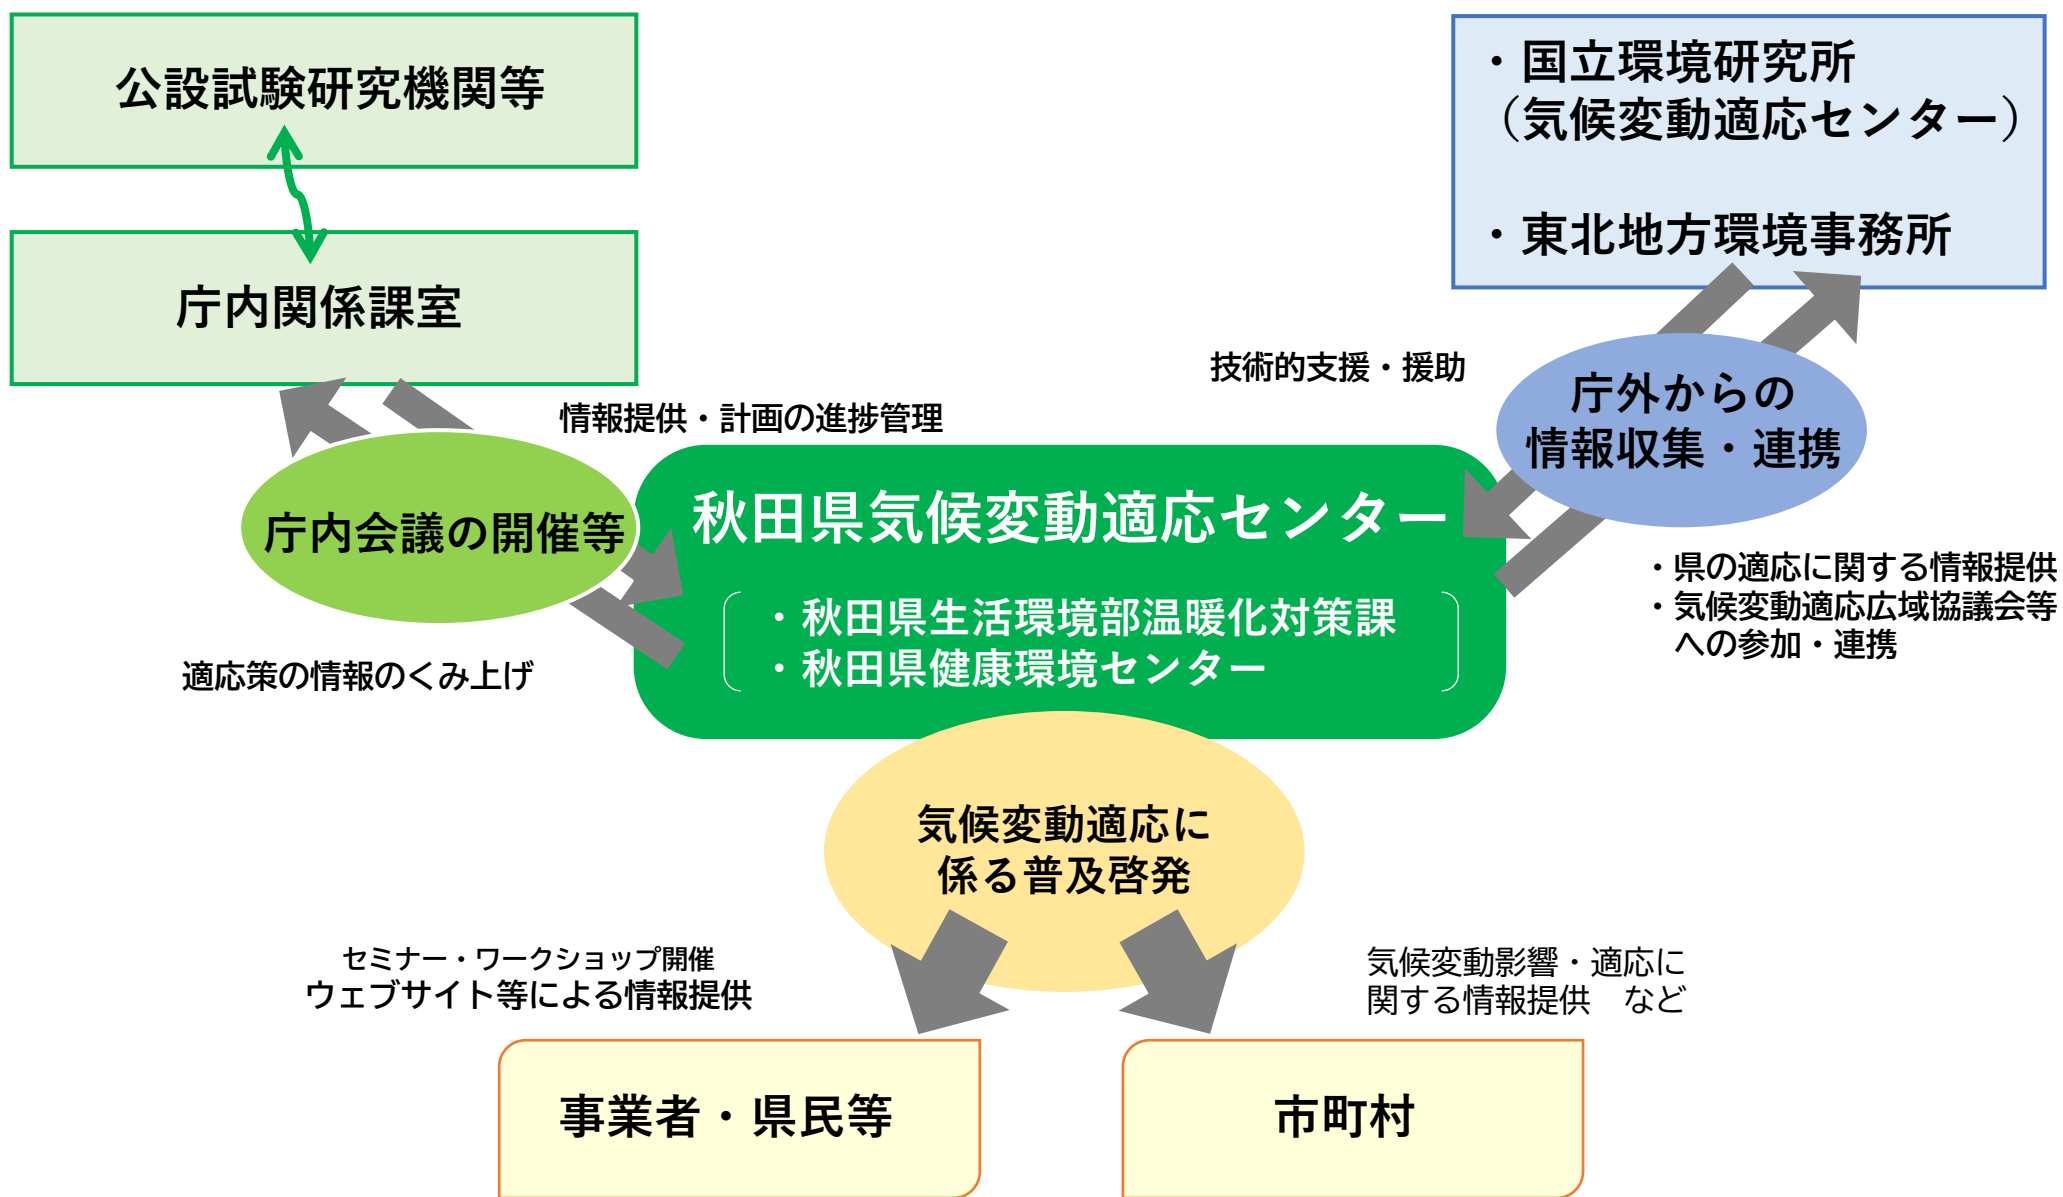 公設試験研究機関等
庁内関係課室
・国立環境研究所
（気候変動適応センター）
・東北地方環境事務所
技術的支援・援助
庁外からの
情報収集・連携
情報提供・計画の進捗管理
庁内会議の開催等
秋田県気候変動適応センター
・秋田県生活環境部温暖化対策課
・秋田県健康環境センター
・県の適応に関する情報提供
・気候変動適応広域協議会等
への参加・連携
適応策の情報のくみ上げ
気候変動適応に
係る普及啓発
セミナー・ワークショップ開催
ウェブサイト等による情報提供
気候変動影響・適応に
関する情報提供　など
事業者・県民等
市町村